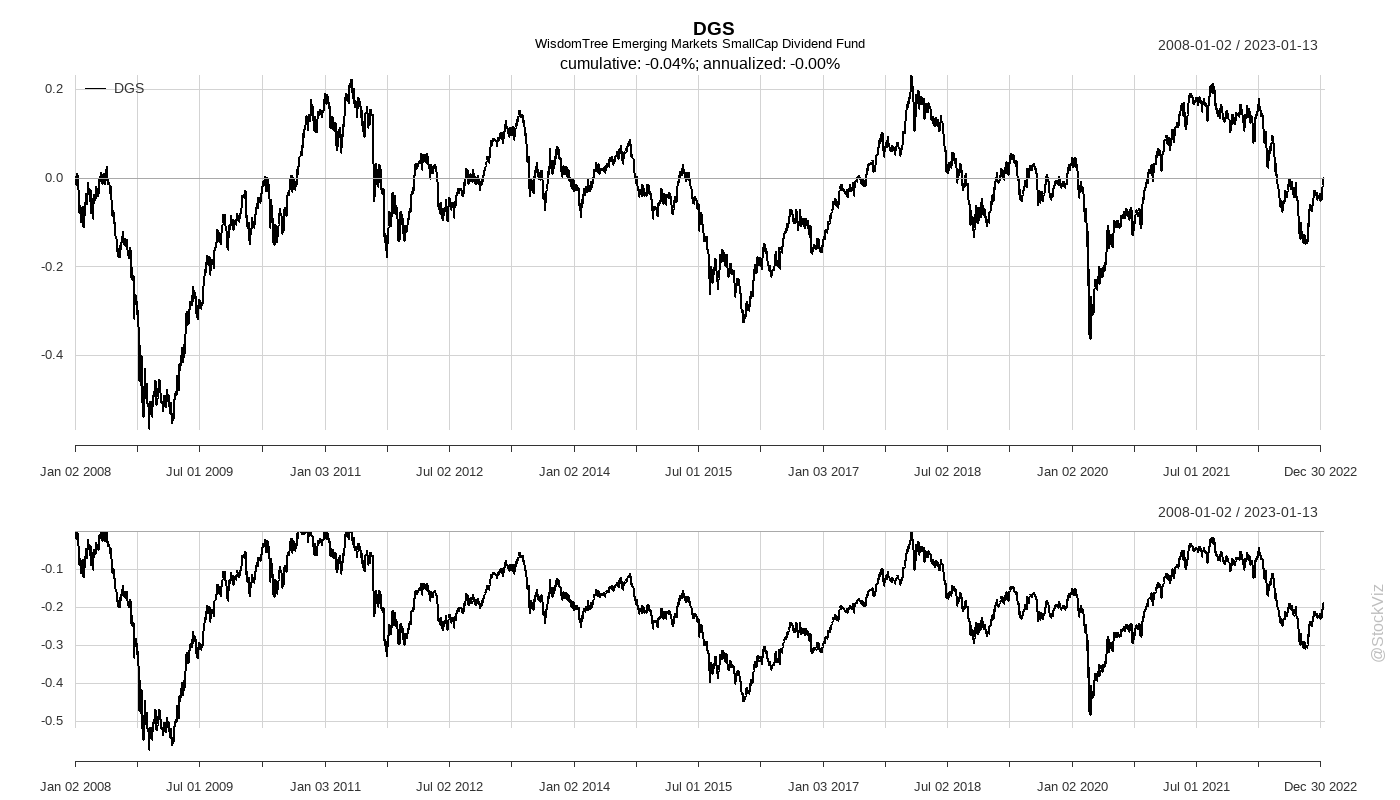 DGS
WisdomTree Emerging Markets SmallCap Dividend Fund
2008-01-02 / 2023-01-13
cumulative: -0.04%; annualized: -0.00%
DGS
0.2
0.0
-0.2
-0.4
Jan 02 2008 Jul 01 2009 Jan 03 2011 Jul 02 2012 Jan 02 2014 Jul 01 2015 Jan 03 2017 Jul 02 2018 Jan 02 2020 Jul 01 2021 Dec 30 2022
2008-01-02 / 2023-01-13
-0.1
-0.2
-0.3
-0.4
-0.5
Jan 02 2008 Jul 01 2009 Jan 03 2011 Jul 02 2012 Jan 02 2014 Jul 01 2015 Jan 03 2017 Jul 02 2018 Jan 02 2020 Jul 01 2021 Dec 30 2022
@StockViz